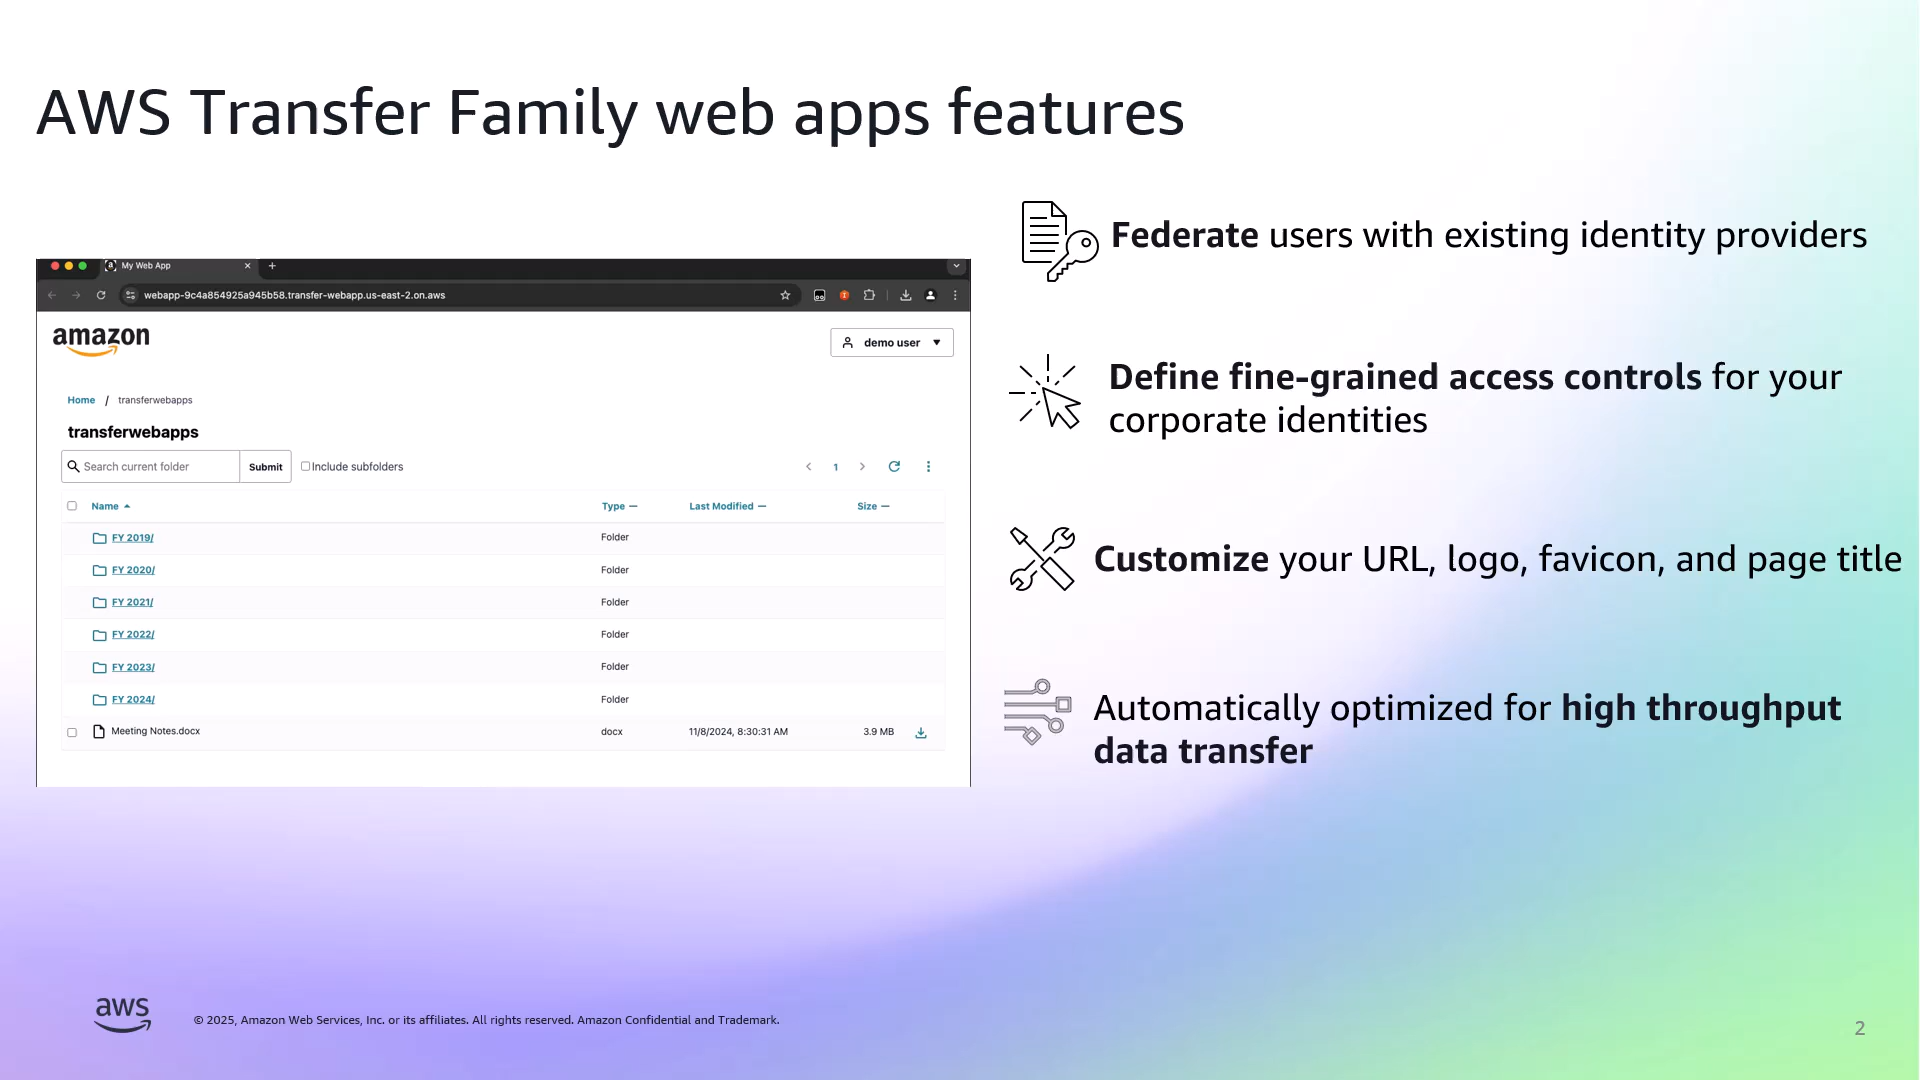 AWS Transfer Family web apps features
My Web App
webapp-9c4a854925a945b58.transfer-webapp.us-east-2.on.aws
amazon
demo user
Home / transferwebapps
transferwebapps
Search current folder Submit Include subfolders 1
Name Type Last Modified Size
FY 2019/ Folder
FY 2020/ Folder
FY 2021/ Folder
FY 2022/ Folder
FY 2023/ Folder
FY 2024/ Folder
Meeting Notes.docx docx 11/8/2024, 8:30:31 AM 3.9 MB
Federate users with existing identity providers
Define fine-grained access controls for your
corporate identities
Customize your URL, logo, favicon, and page title
Automatically optimized for high throughput
data transfer
aws
© 2025, Amazon Web Services, Inc. or its affiliates. All rights reserved. Amazon Confidential and Trademark.
2